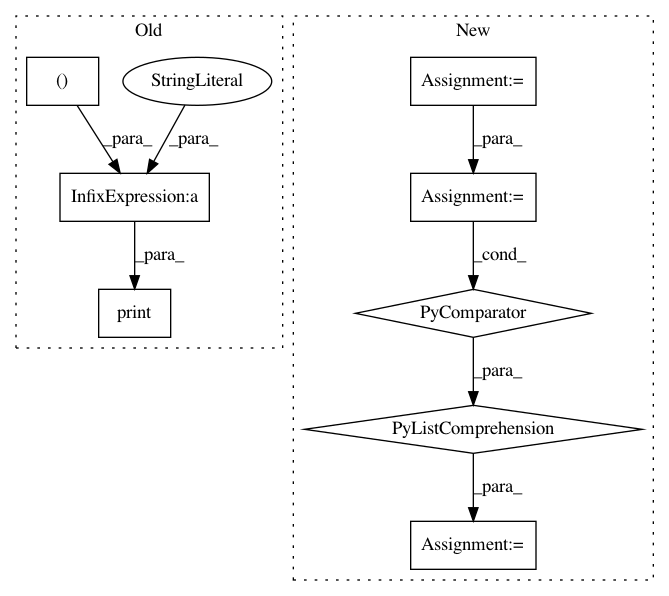 Old
New
()
StringLiteral
Assignment:=
_para_
_para_
_para_
InfixExpression:a
Assignment:=
_para_
_cond_
print
PyComparator
_para_
PyListComprehension
_para_
Assignment:=